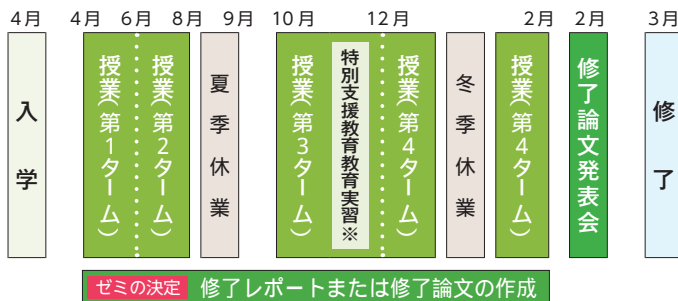 4月 4月 6月 8月 9月 10月 12月 2月 2月 3月
入学
授業(第1ターム)
授業(第2ターム)
夏季休業
授業(第3ターム)
特別支援教育教育実習※
授業(第4ターム)
冬季休業
授業(第4ターム)
修了論文発表会
修了
ゼミの決定 修了レポートまたは修了論文の作成